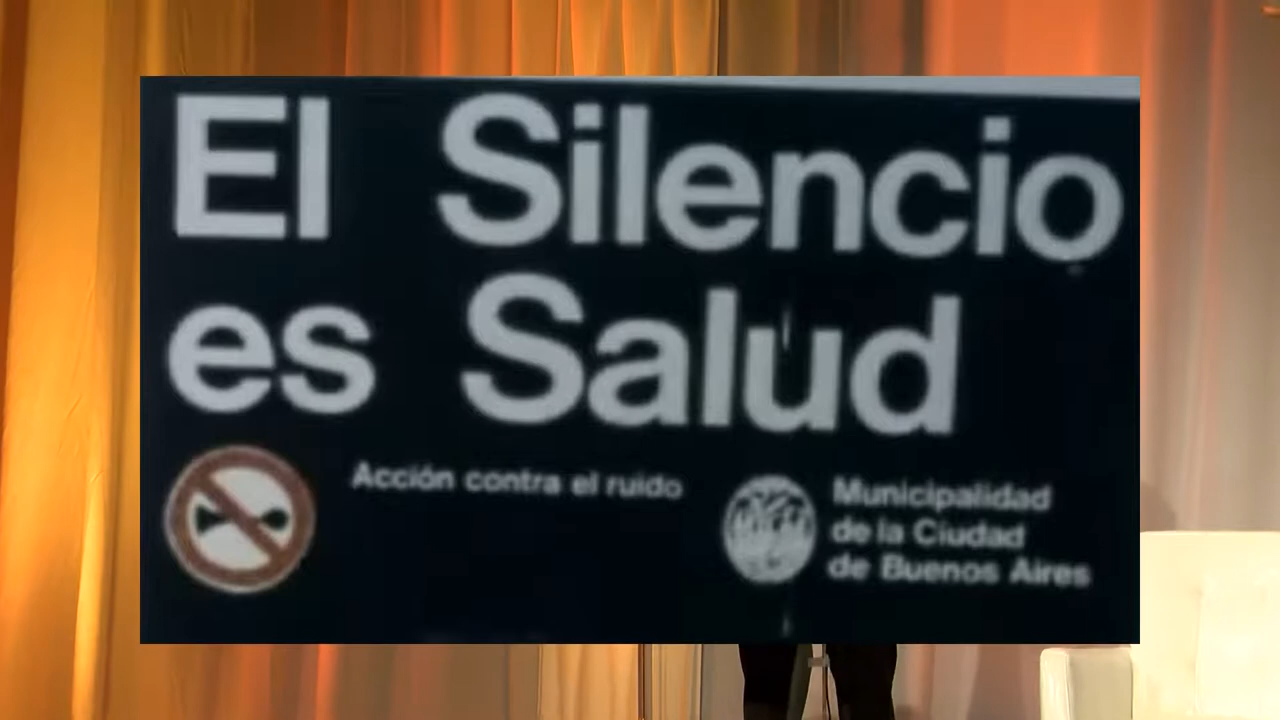 El Silencio
es Salud
Acción contra el ruido
Municipalidad
de la Ciudad
de Buenos Aires